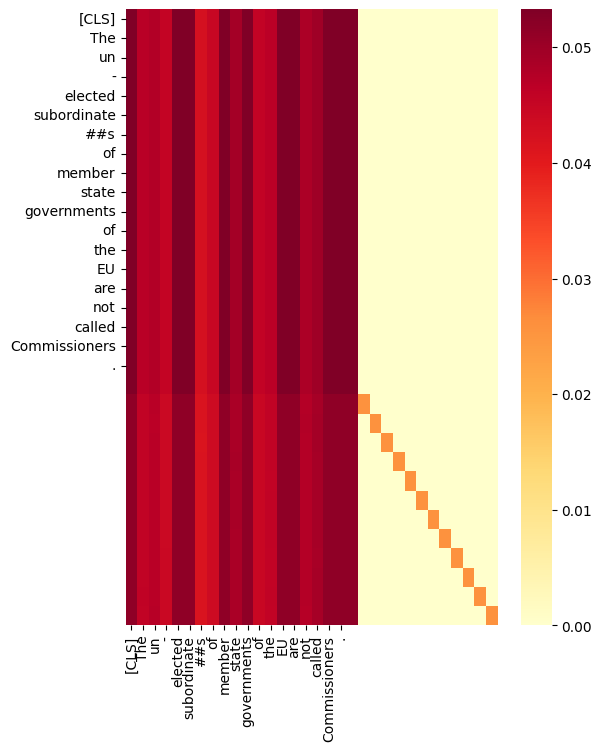 [CLS]
The
un
-
elected
subordinate
##s
of
member
state
governments
of
the
EU
are
not
called
Commissioners
.
0.05
0.04
0.03
0.02
0.01
0.00
[CLS]
The
un
-
elected
subordinate
##s
of
member
state
governments
of
the
EU
are
not
called
Commissioners
.